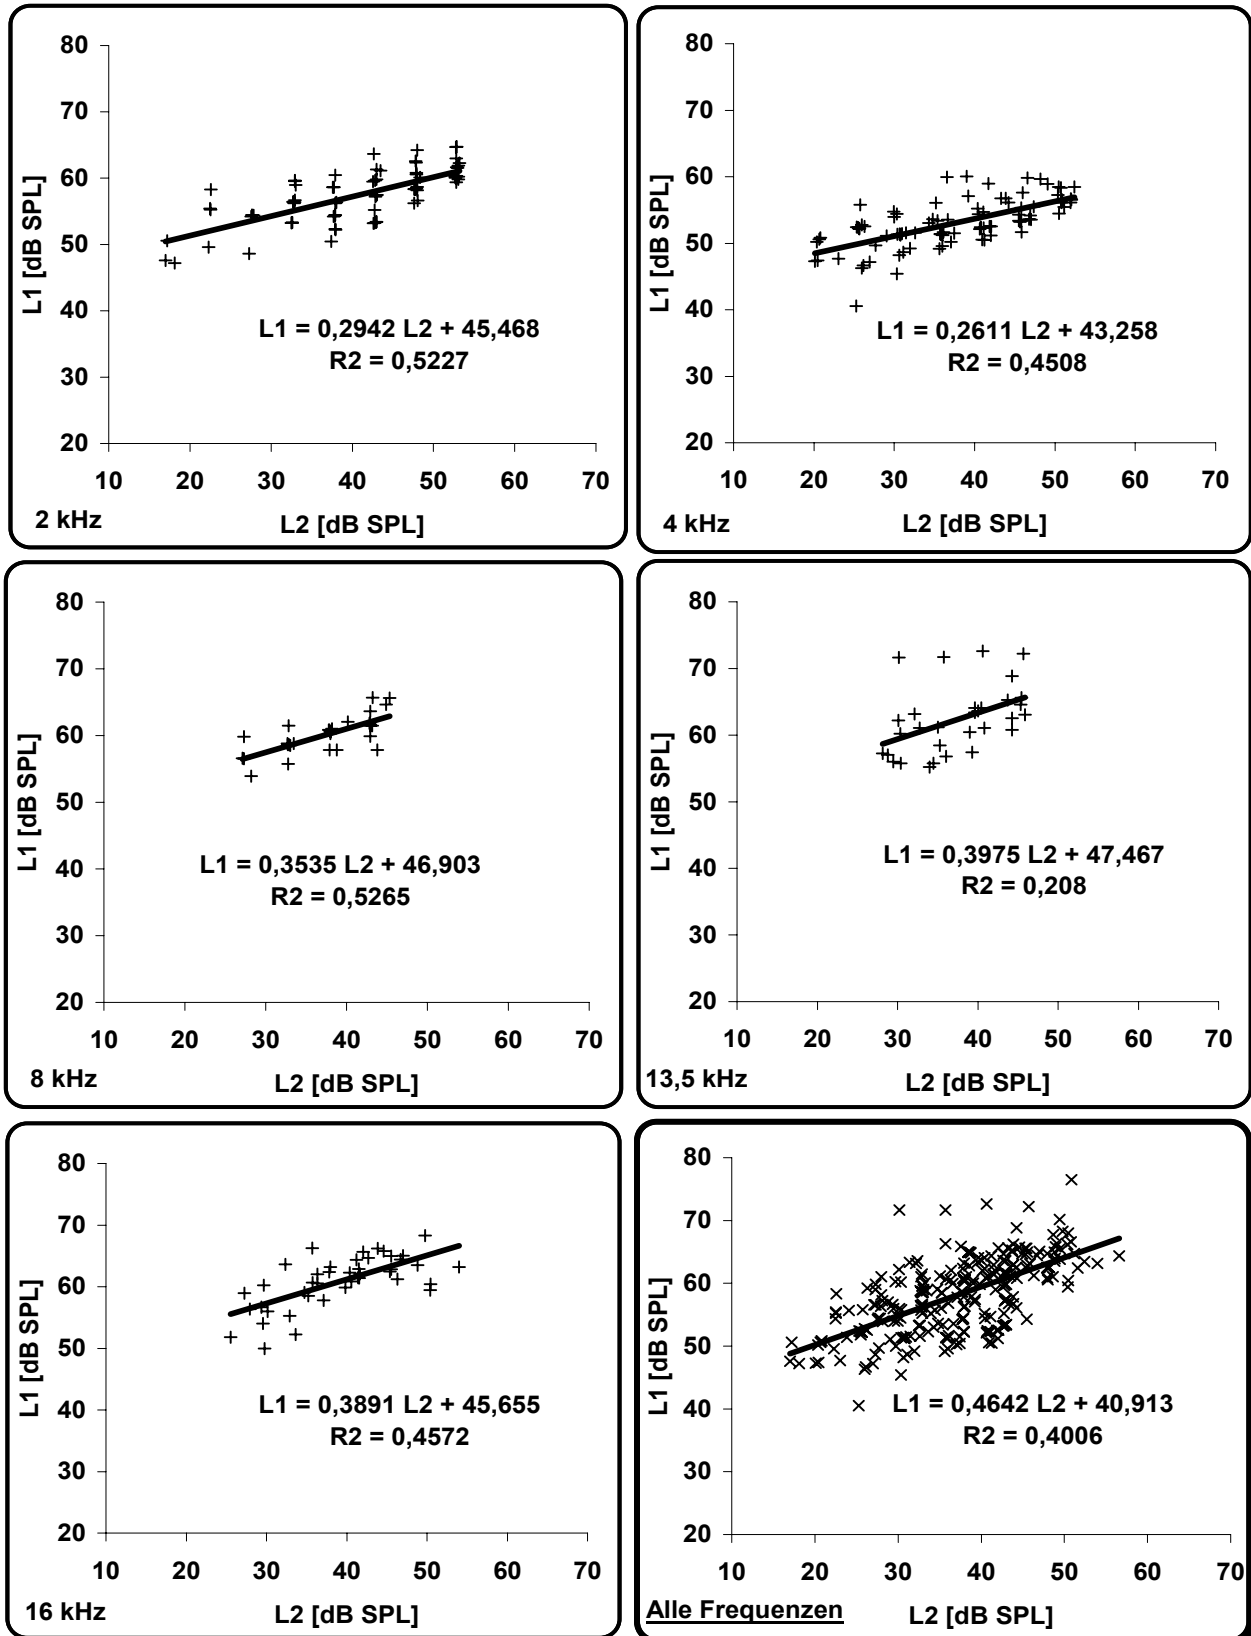 80
70
60
50
40
30
20
10 20 30 40 50 60 70
L1 [dB SPL]
L2 [dB SPL]
L1 = 0,2942 L2 + 45,468
R2 = 0,5227
2 kHz
80
70
60
50
40
30
20
10 20 30 40 50 60 70
L1 [dB SPL]
L2 [dB SPL]
L1 = 0,2611 L2 + 43,258
R2 = 0,4508
4 kHz
80
70
60
50
40
30
20
10 20 30 40 50 60 70
L1 [dB SPL]
L2 [dB SPL]
L1 = 0,3535 L2 + 46,903
R2 = 0,5265
8 kHz
80
70
60
50
40
30
20
10 20 30 40 50 60 70
L1 [dB SPL]
L2 [dB SPL]
L1 = 0,3975 L2 + 47,467
R2 = 0,208
13,5 kHz
80
70
60
50
40
30
20
10 20 30 40 50 60 70
L1 [dB SPL]
L2 [dB SPL]
L1 = 0,3891 L2 + 45,655
R2 = 0,4572
16 kHz
80
70
60
50
40
30
20
10 20 30 40 50 60 70
L1 [dB SPL]
L2 [dB SPL]
L1 = 0,4642 L2 + 40,913
R2 = 0,4006
Alle Frequenzen